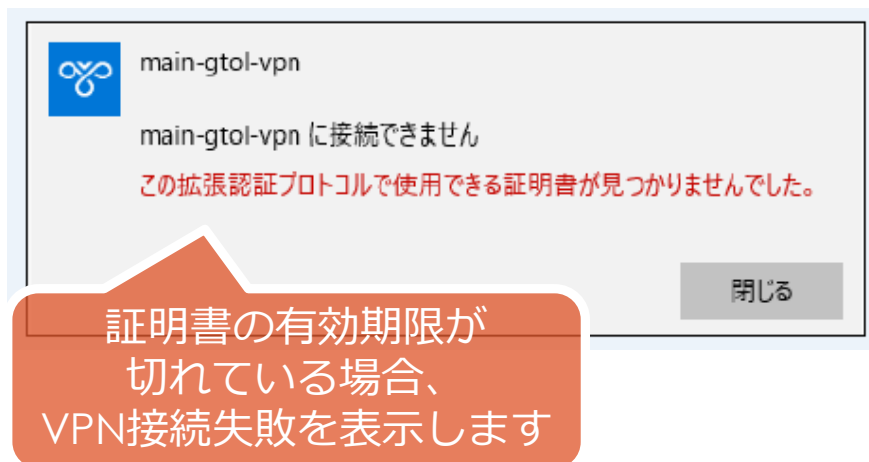 main-gtol-vpn
main-gtol-vpn に接続できません
この拡張認証プロトコルで使用できる証明書が見つかりませんでした。
閉じる
証明書の有効期限が
切れている場合、
VPN接続失敗を表示します